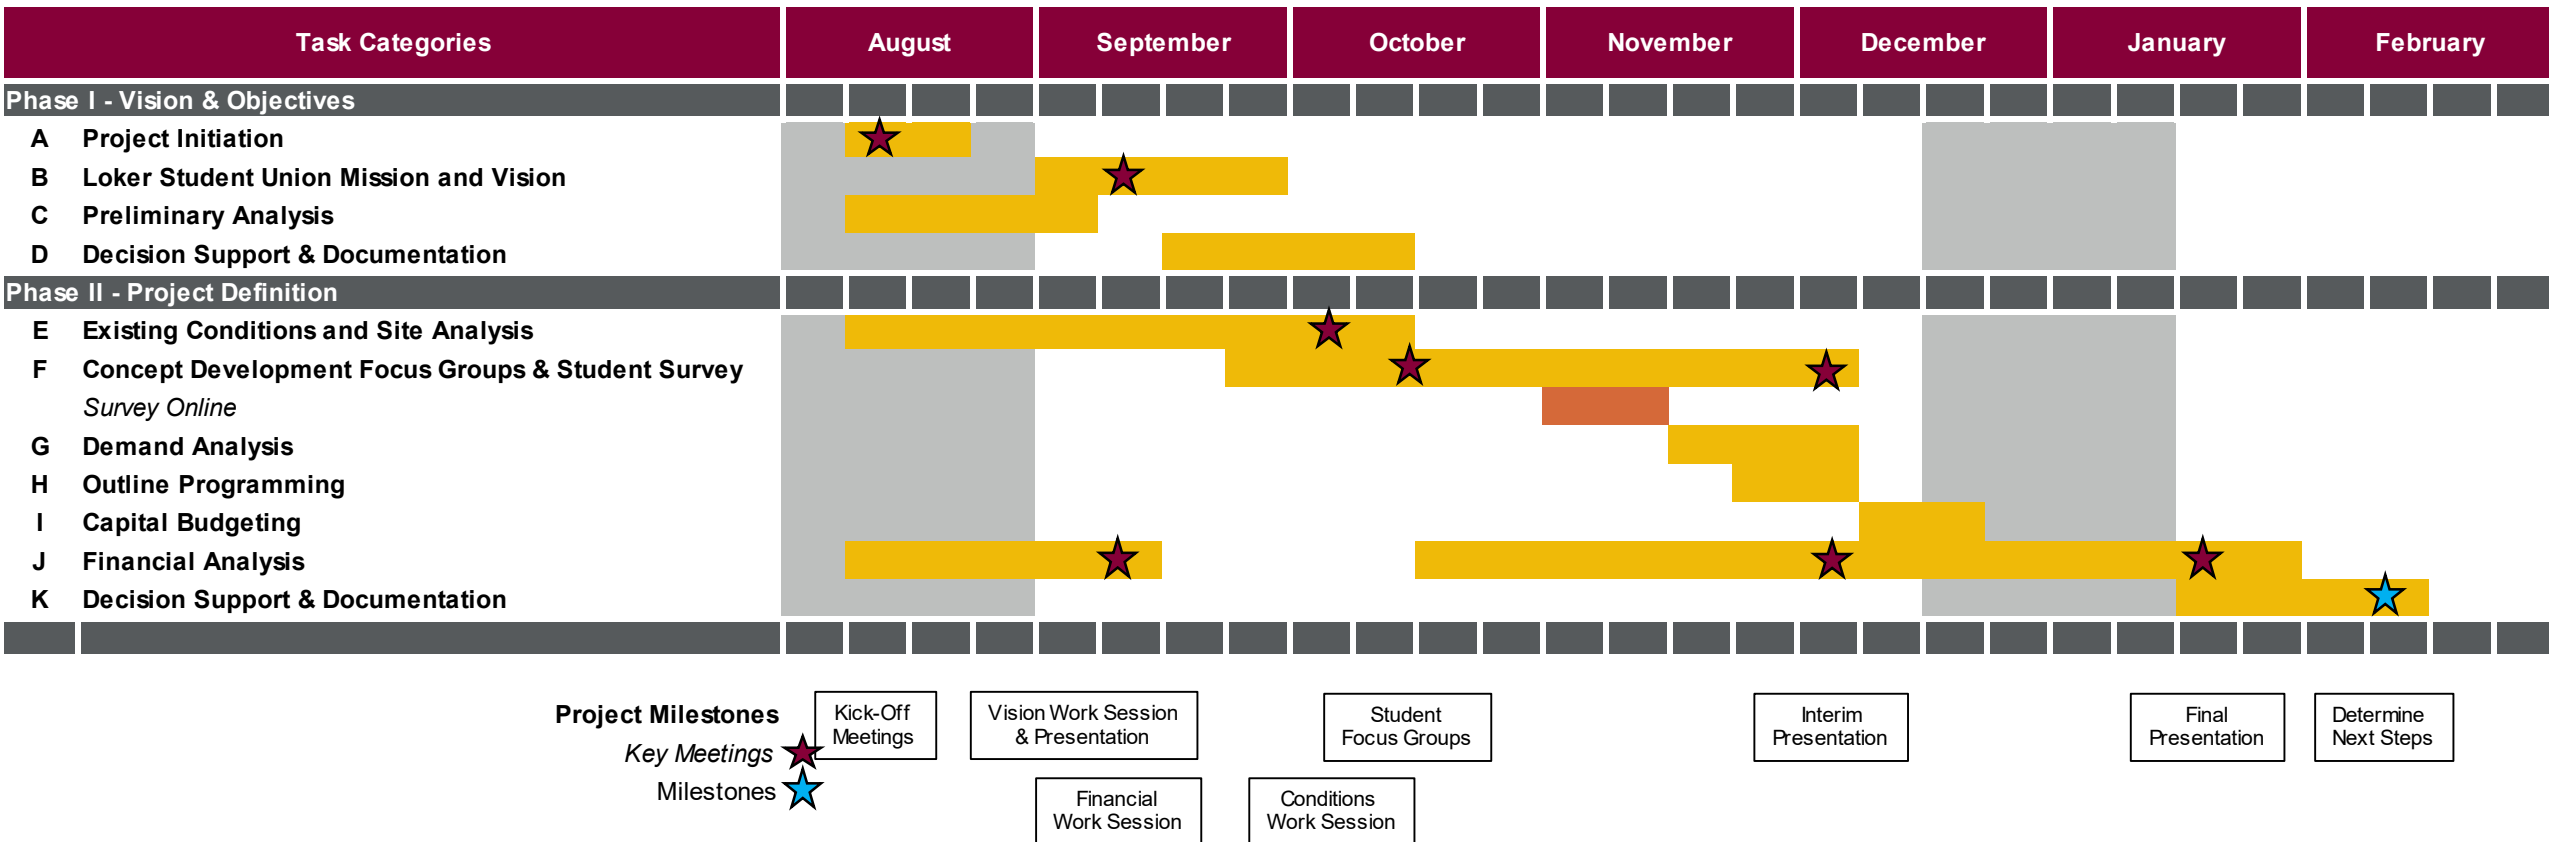 Task Categories August September October November December January February
Phase I - Vision & Objectives
A Project Initiation
B Loker Student Union Mission and Vision
C Preliminary Analysis
D Decision Support & Documentation
Phase II - Project Definition
E Existing Conditions and Site Analysis
F Concept Development Focus Groups & Student Survey
Survey Online
G Demand Analysis
H Outline Programming
I Capital Budgeting
J Financial Analysis
K Decision Support & Documentation
Project Milestones
Key Meetings
Milestones
Kick-Off
Meetings
Vision Work Session
& Presentation
Student
Focus Groups
Interim
Presentation
Final
Presentation
Determine
Next Steps
Financial
Work Session
Conditions
Work Session